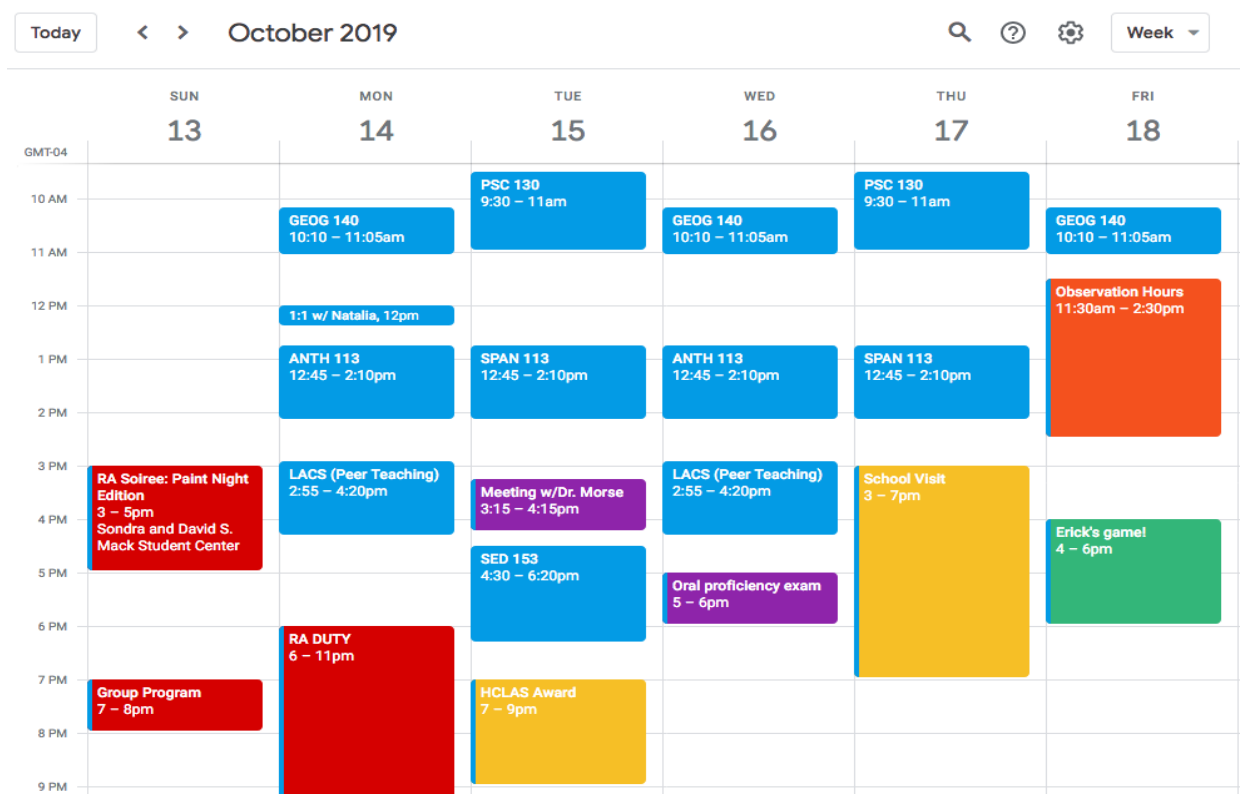 Today
October 2019
Week
SUN
13
MON
14
TUE
15
WED
16
THU
17
FRI
18
GMT-04
10 AM
11 AM
12 PM
1 PM
2 PM
3 PM
4 PM
5 PM
6 PM
7 PM
8 PM
9 PM
RA Soiree: Paint Night
Edition
3 – 5pm
Sondra and David S.
Mack Student Center
Group Program
7 – 8pm
GEOG 140
10:10 – 11:05am
1:1 w/ Natalia, 12pm
ANTH 113
12:45 – 2:10pm
LACS (Peer Teaching)
2:55 – 4:20pm
RA DUTY
6 – 11pm
PSC 130
9:30 – 11am
SPAN 113
12:45 – 2:10pm
Meeting w/Dr. Morse
3:15 – 4:15pm
SED 153
4:30 – 6:20pm
HCLAS Award
7 – 9pm
GEOG 140
10:10 – 11:05am
ANTH 113
12:45 – 2:10pm
LACS (Peer Teaching)
2:55 – 4:20pm
Oral proficiency exam
5 – 6pm
PSC 130
9:30 – 11am
SPAN 113
12:45 – 2:10pm
School Visit
3 – 7pm
GEOG 140
10:10 – 11:05am
Observation Hours
11:30am – 2:30pm
Erick's game!
4 – 6pm